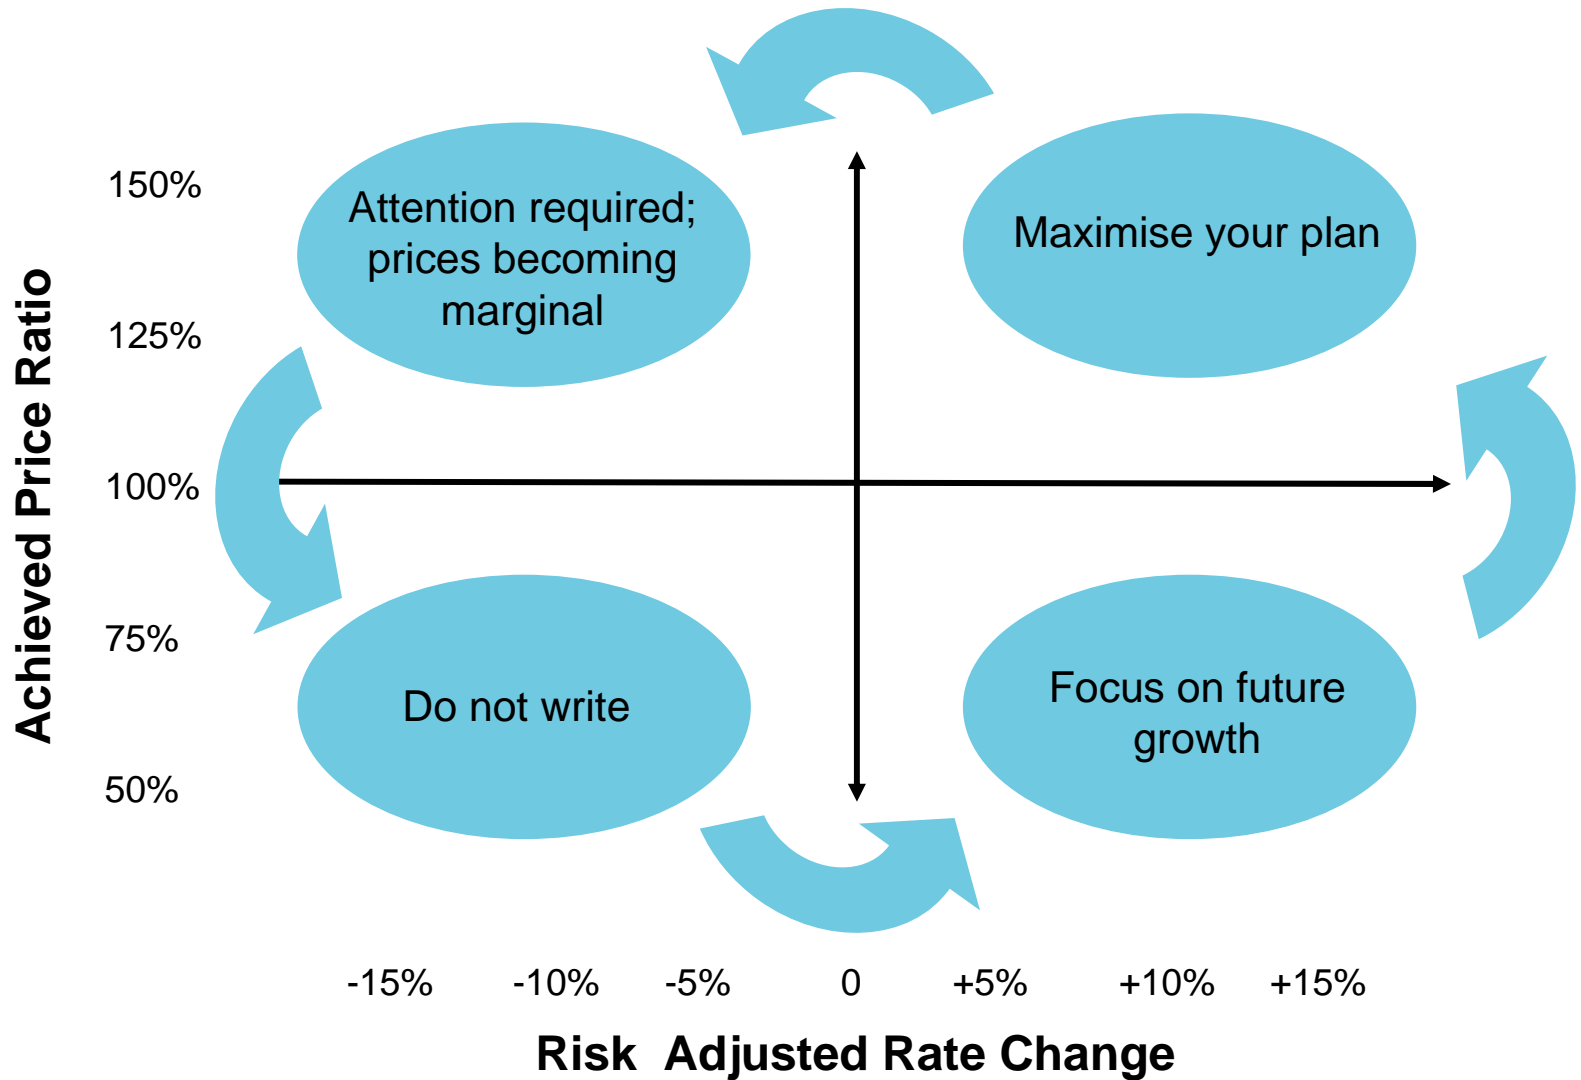 Achieved Price Ratio
150%
125%
100%
75%
50%
Attention required;
prices becoming
marginal
Maximise your plan
Do not write
Focus on future
growth
-15% -10% -5% 0 +5% +10% +15%
Risk Adjusted Rate Change